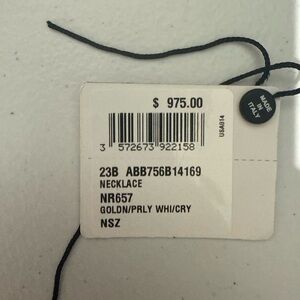 $ 975.00
USA014
3 572673 922158
MADE
IN
ITALY
23B ABB756B14169
NECKLACE
NR657
GOLDN/PRLY WHI/CRY
NSZ